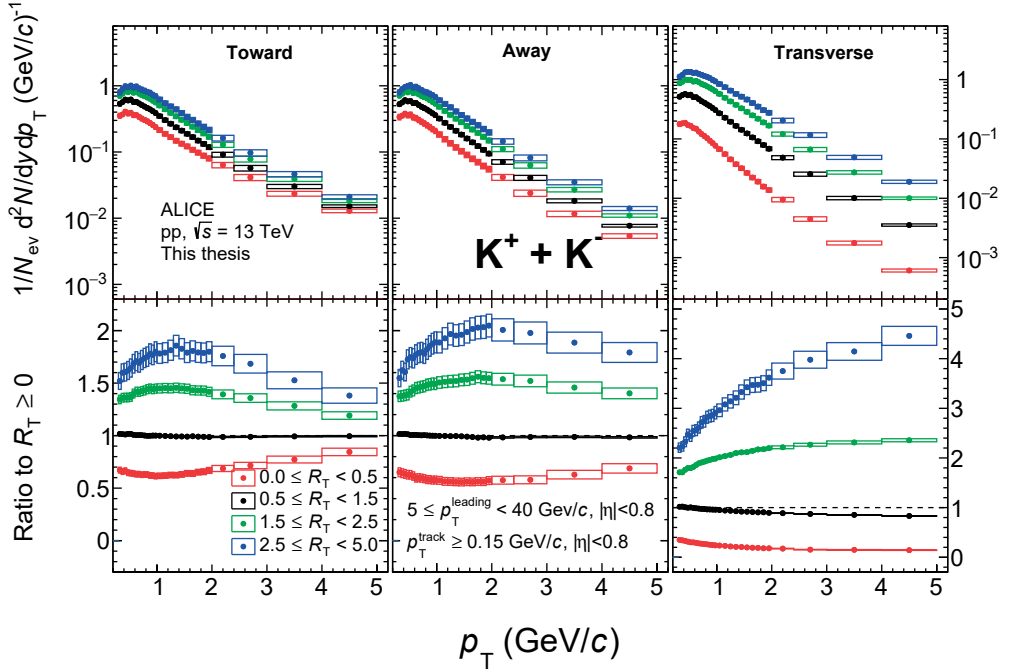 Toward
Away
Transverse
1/N_ev d²N/dydp_T (GeV/c)⁻¹
1
10⁻¹
10⁻²
10⁻³
1
10⁻¹
10⁻²
10⁻³
ALICE
pp, √s = 13 TeV
This thesis
K⁺ + K⁻
Ratio to R_T ≥ 0
2
1.5
1
0.5
0
5
4
3
2
1
0
0.0 ≤ R_T < 0.5
0.5 ≤ R_T < 1.5
1.5 ≤ R_T < 2.5
2.5 ≤ R_T < 5.0
5 ≤ p_T^leading < 40 Gev/c, |η|<0.8
p_T^track ≥ 0.15 GeV/c, |η|<0.8
1 2 3 4 5
1 2 3 4 5
1 2 3 4 5
p_T (GeV/c)